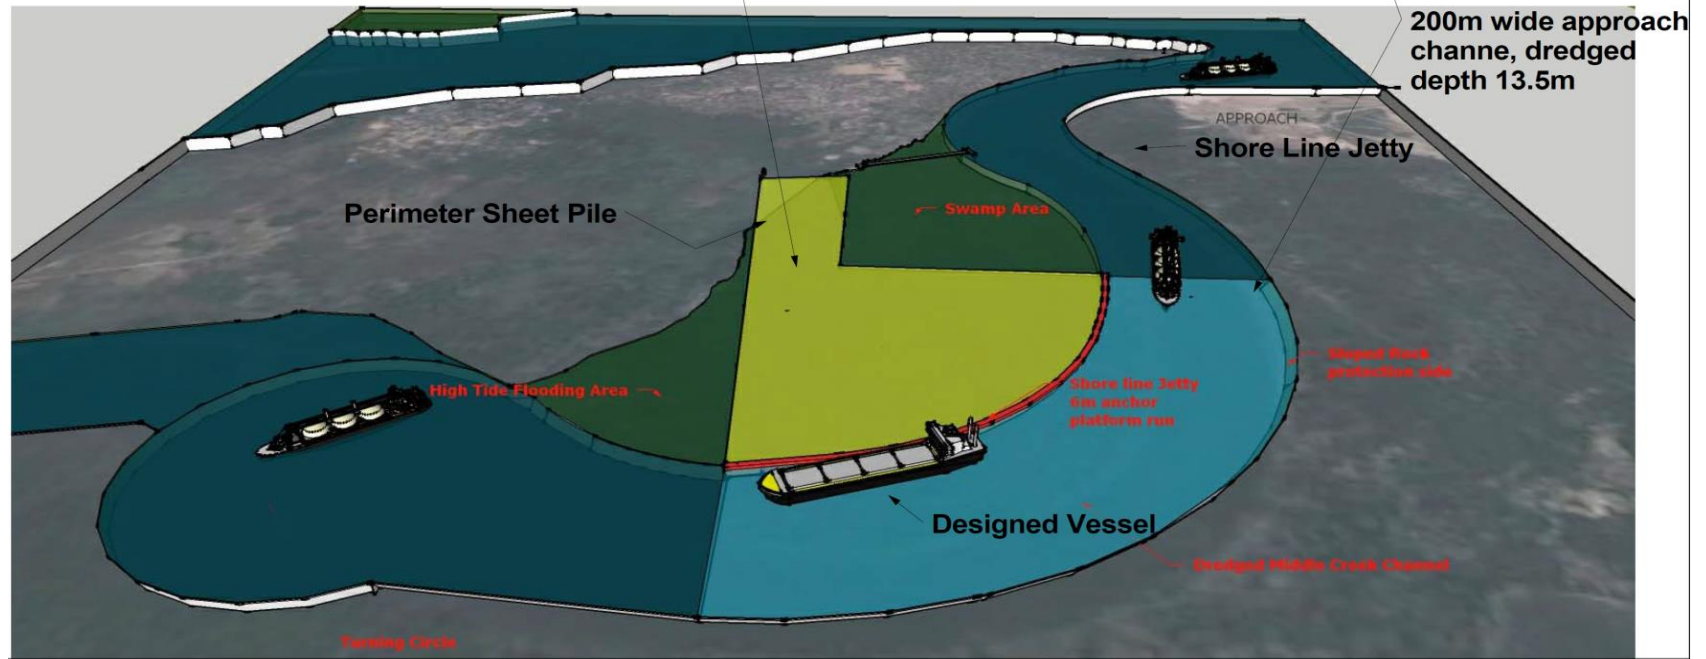 200m wide approach
channe, dredged
depth 13.5m
APPROACH
Shore Line Jetty
Perimeter Sheet Pile
Swamp Area
Sloped Rock
protection side
High Tide Flooding Area
Shore line Jetty
6m anchor
platform run
Designed Vessel
Dredged Middle Creek Channel
Turning Circle